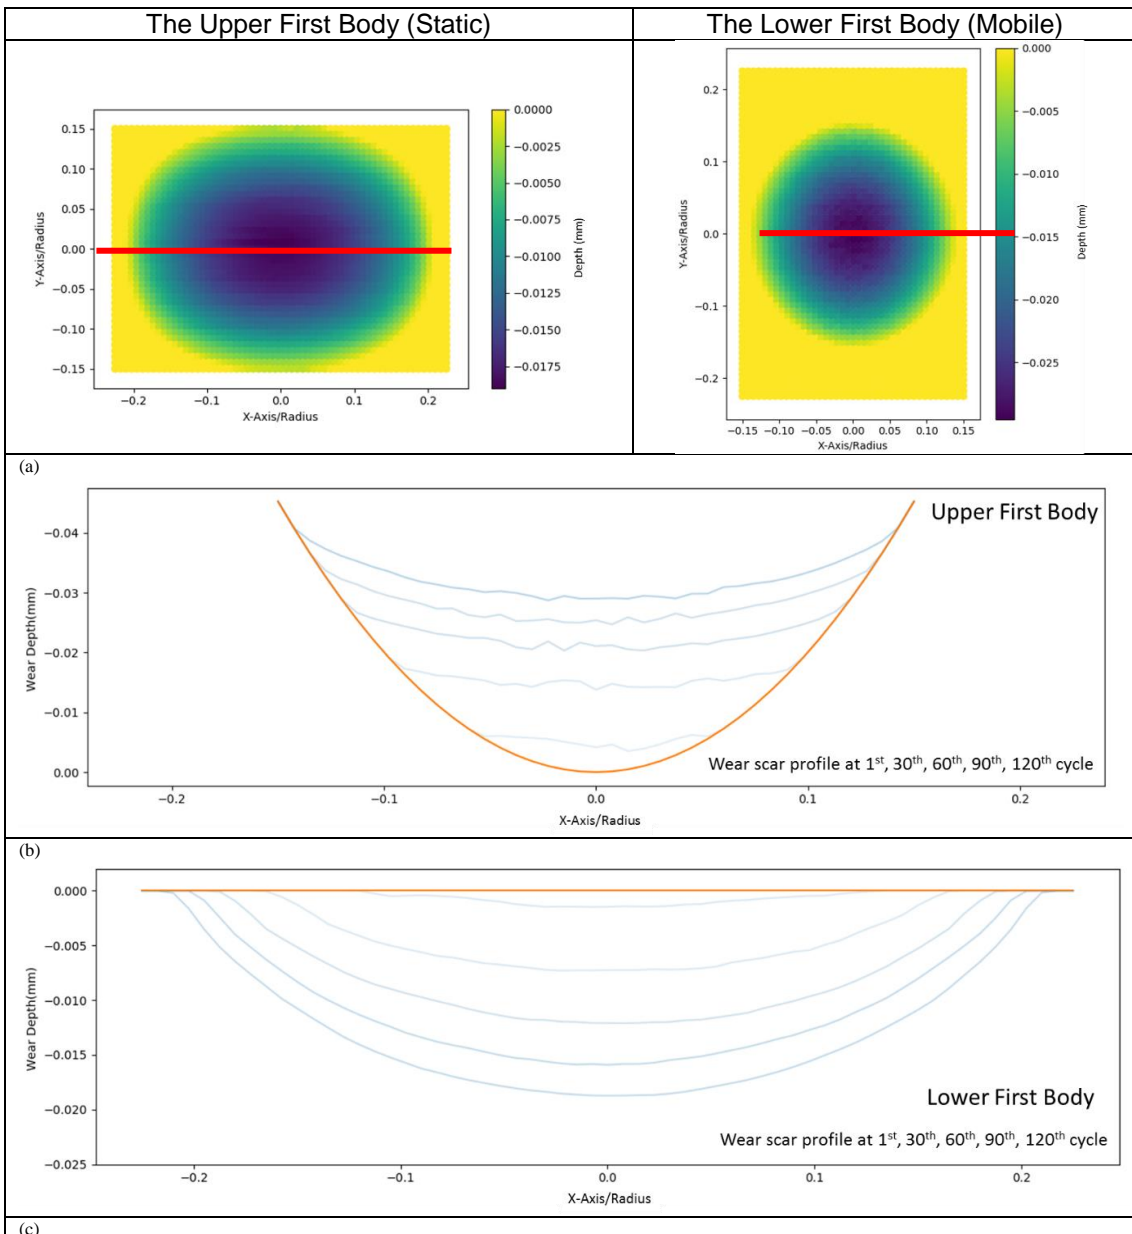 The Upper First Body (Static)
The Lower First Body (Mobile)
0.15
0.10
0.05
0.00
−0.05
−0.10
−0.15
Y-Axis/Radius
−0.2
−0.1
0.0
0.1
0.2
X-Axis/Radius
0.0000
−0.0025
−0.0050
−0.0075
−0.0100
−0.0125
−0.0150
−0.0175
Depth (mm)
0.2
0.1
0.0
−0.1
−0.2
Y-Axis/Radius
−0.15 −0.10 −0.05 0.00 0.05 0.10 0.15
X-Axis/Radius
0.000
−0.005
−0.010
−0.015
−0.020
−0.025
Depth (mm)
(a)
Upper First Body
−0.04
−0.03
−0.02
−0.01
0.00
Wear Depth(mm)
Wear scar profile at 1st, 30th, 60th, 90th, 120th cycle
−0.2
−0.1
0.0
0.1
0.2
X-Axis/Radius
(b)
0.000
−0.005
−0.010
−0.015
−0.020
−0.025
Wear Depth(mm)
Lower First Body
Wear scar profile at 1st, 30th, 60th, 90th, 120th cycle
−0.2
−0.1
0.0
0.1
0.2
X-Axis/Radius
(c)